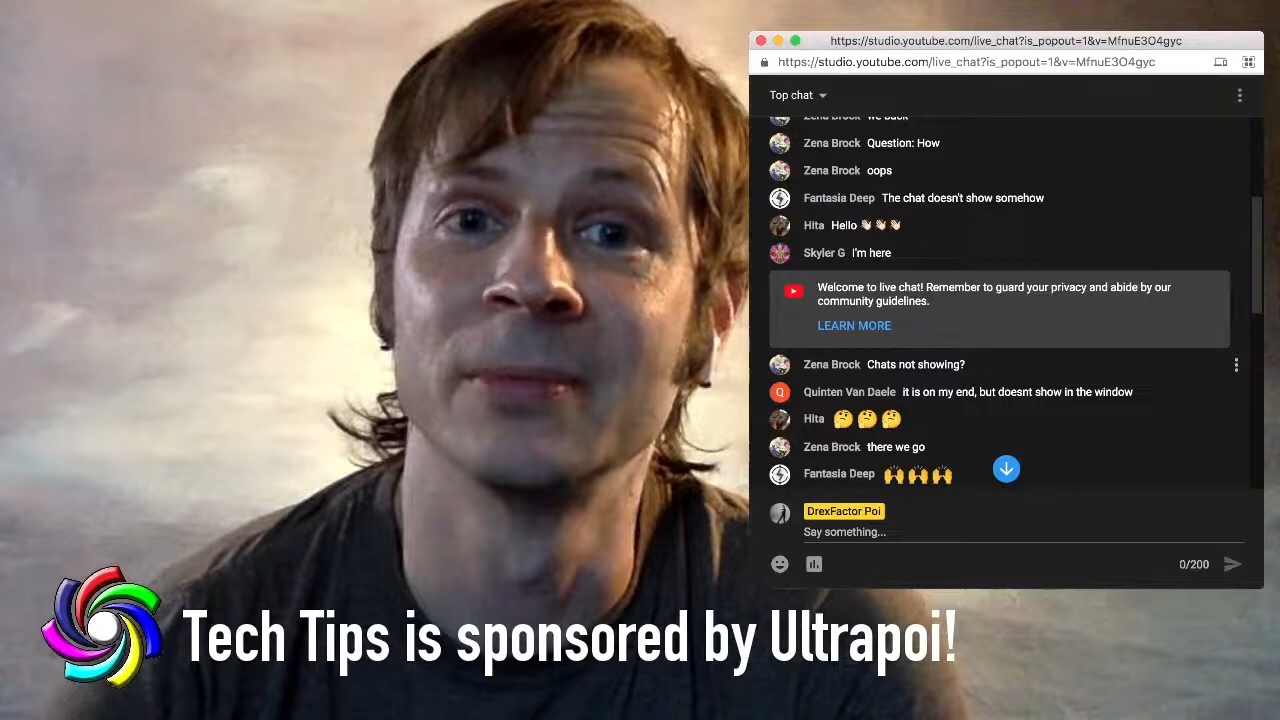 https://studio.youtube.com/live_chat?is_popout=1&v=MfnuE3O4gyc
https://studio.youtube.com/live_chat?is_popout=1&v=MfnuE3O4gyc
Top chat
Zena Brock we back
Zena Brock Question: How
Zena Brock oops
Fantasia Deep The chat doesn't show somehow
Hita Hello 👋🏻👋🏻👋🏻
Skyler G I'm here
Welcome to live chat! Remember to guard your privacy and abide by our
community guidelines.
LEARN MORE
Zena Brock Chats not showing?
Q Quinten Van Daele it is on my end, but doesnt show in the window
Hita 🤔🤔🤔
Zena Brock there we go
Fantasia Deep 🙌🙌🙌
DrexFactor Poi
Say something...
0/200
Tech Tips is sponsored by Ultrapoi!